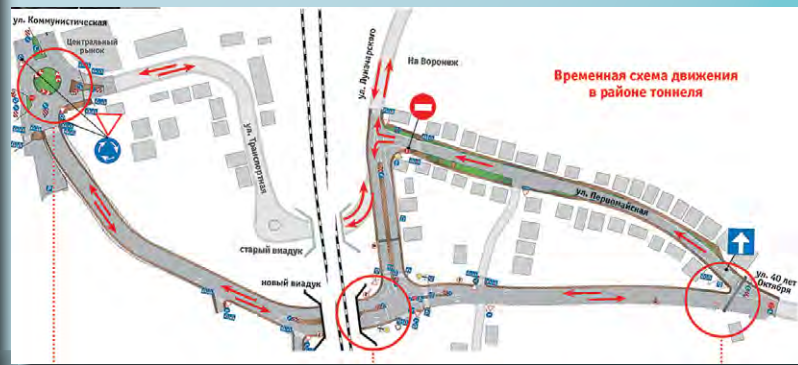 ул. Коммунистическая
Центральный
рынок
ул. Луначарского
На Воронеж
Временная схема движения
в районе тоннеля
ул. Транспортная
ул. Первомайская
старый виадук
новый виадук
ул. 40 лет
Октября